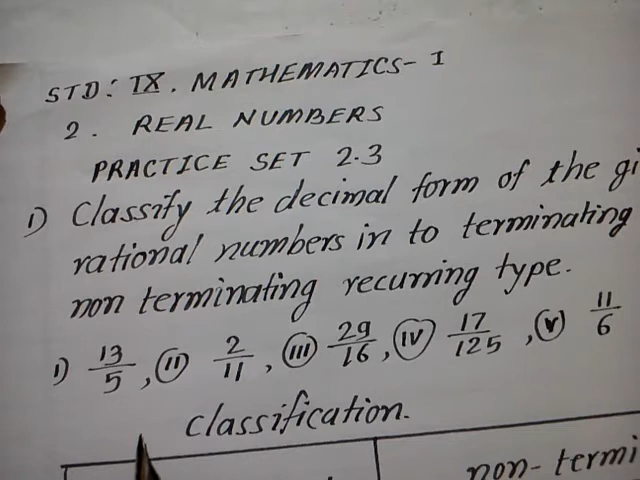 STD: IX. MATHEMATICS-I
2. REAL NUMBERS
PRACTICE SET 2.3
1) Classify the decimal form of the gi
rational numbers in to terminating
non terminating recurring type.
i) 13/5, (ii) 2/11, (iii) 29/16, (iv) 17/125, (v) 11/6
classification.
non-termi